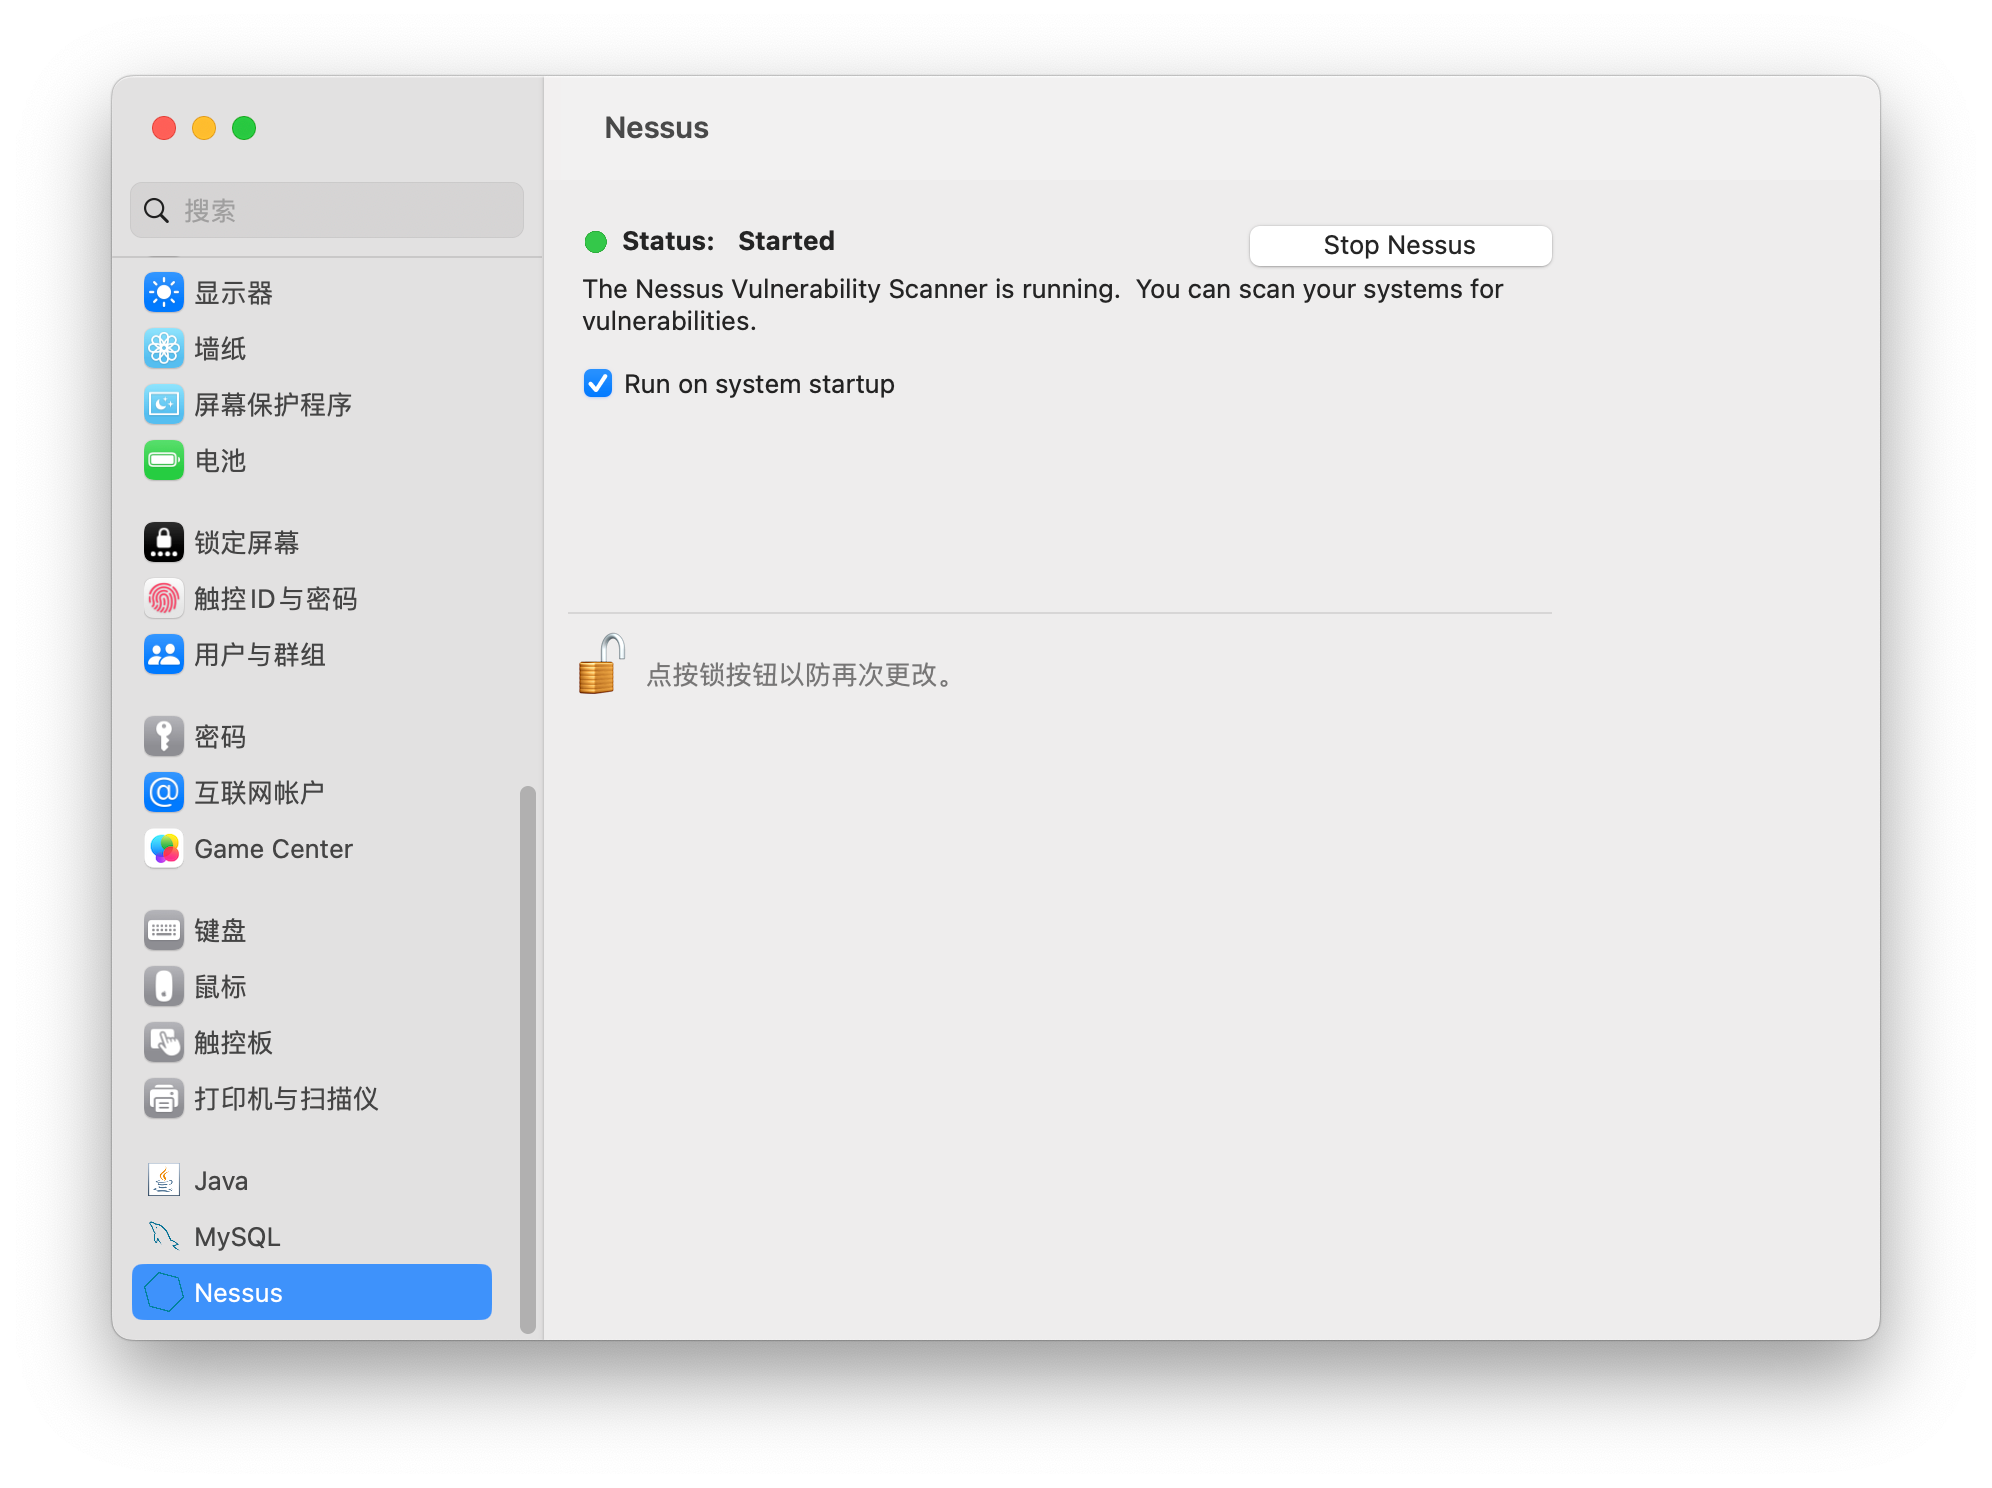 搜索
显示器
墙纸
屏幕保护程序
电池
锁定屏幕
触控ID与密码
用户与群组
密码
互联网帐户
Game Center
键盘
鼠标
触控板
打印机与扫描仪
Java
MySQL
Nessus
Nessus
Status: Started
Stop Nessus
The Nessus Vulnerability Scanner is running. You can scan your systems for
vulnerabilities.
Run on system startup
点按锁按钮以防再次更改。